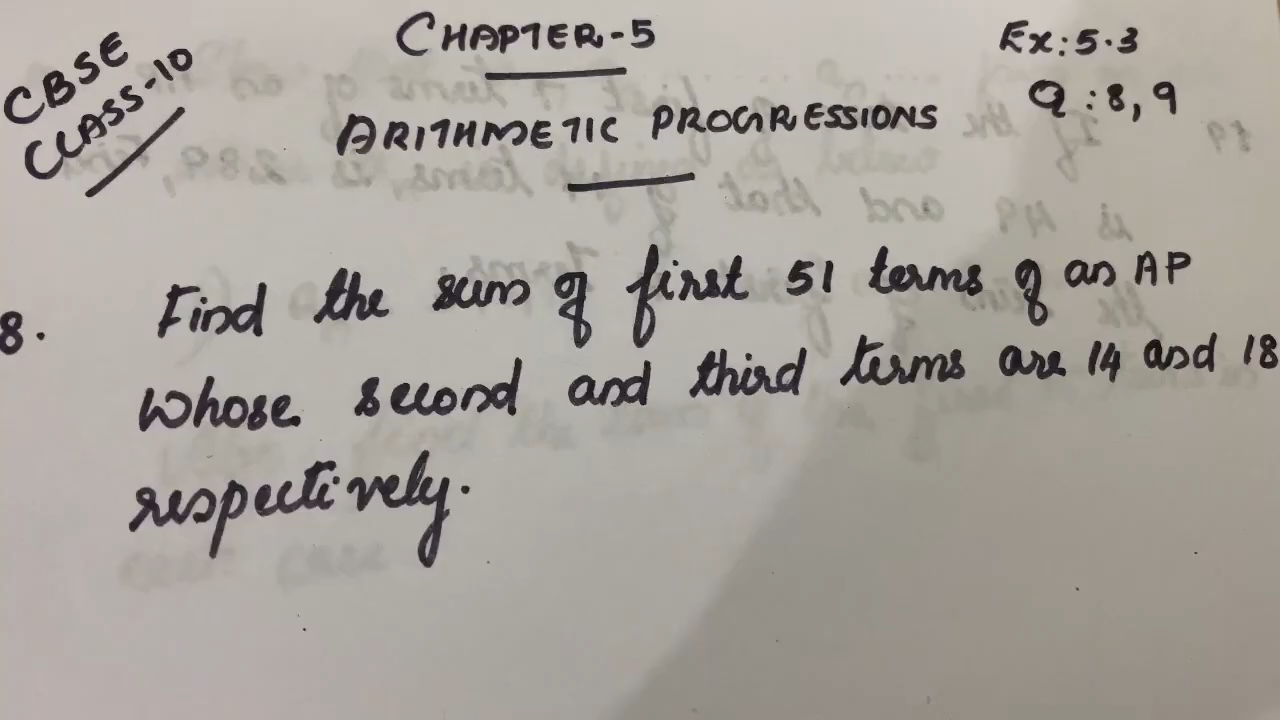 CBSE
CLASS-10
CHAPTER-5
Ex: 5.3
Q: 8, 9
ARITHMETIC PROGRESSIONS
8. Find the sum of first 51 terms of an AP
whose second and third terms are 14 and 18
respectively.